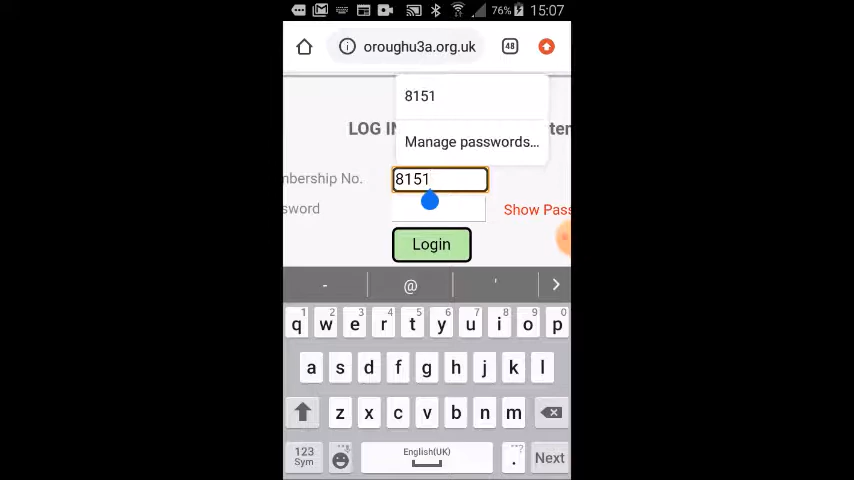 76% 15:07
oroughu3a.org.uk 48
8151
LOG IN
Manage passwords...
bership No. 8151
sword Show Pass
Login
- @ '
1 2 3 4 5 6 7 8 9 0
q w e r t y u i o p
a s d f g h j k l
z x c v b n m
123
Sym
English(UK)
. Next